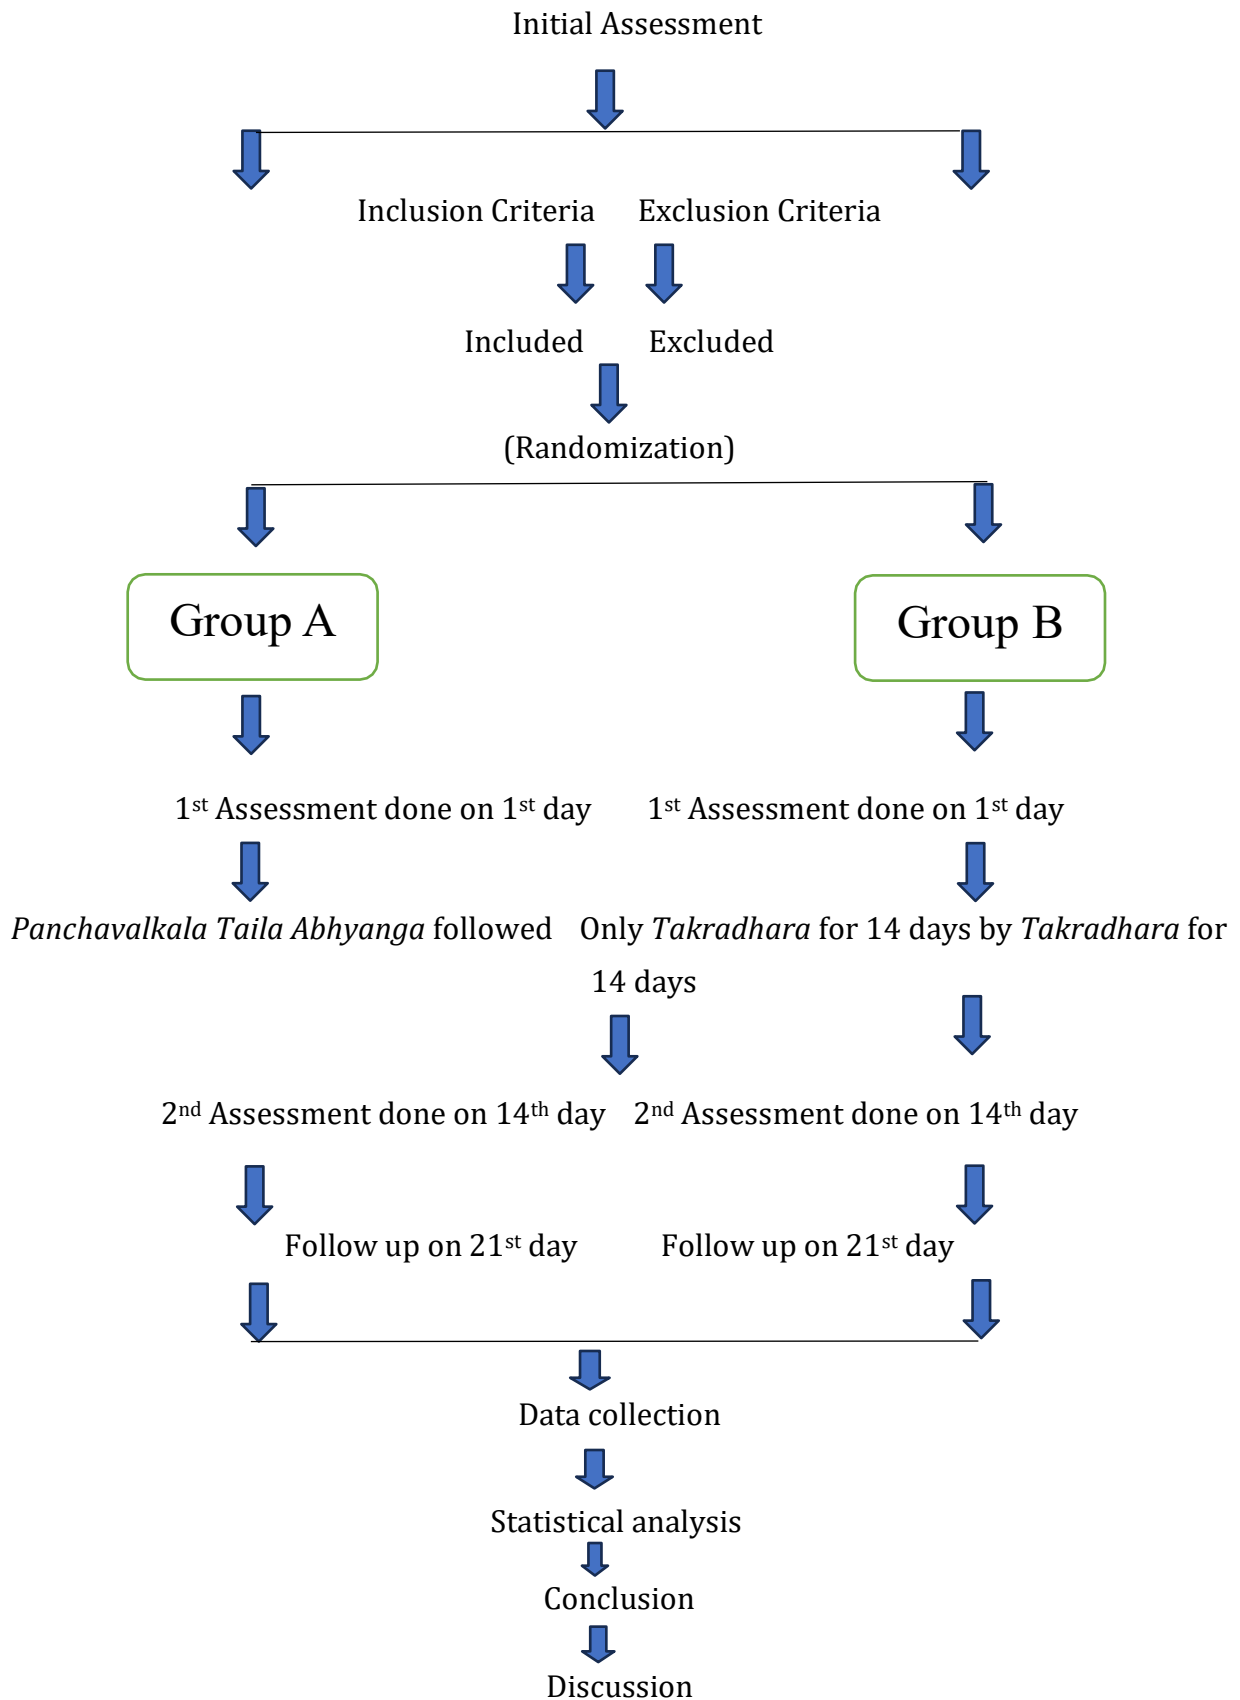 Initial Assessment
Inclusion Criteria Exclusion Criteria
Included Excluded
(Randomization)
Group A
Group B
1st Assessment done on 1st day 1st Assessment done on 1st day
Panchavalkala Taila Abhyanga followed Only Takradhara for 14 days by Takradhara for
14 days
2nd Assessment done on 14th day 2nd Assessment done on 14th day
Follow up on 21st day Follow up on 21st day
Data collection
Statistical analysis
Conclusion
Discussion